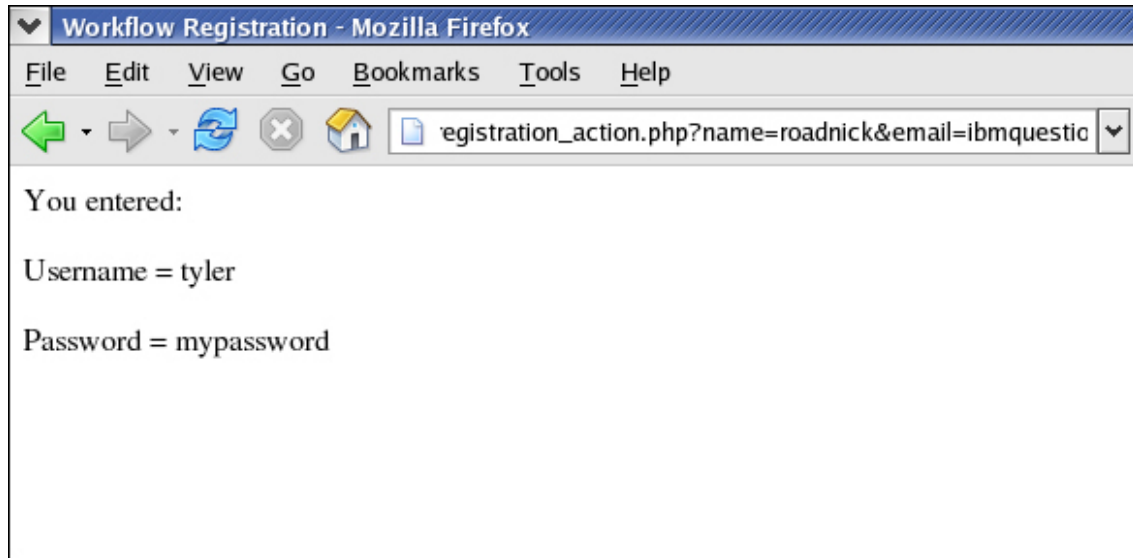 Workflow Registration - Mozilla Firefox
File Edit View Go Bookmarks Tools Help
egistration_action.php?name=roadnick&email=ibmquestio
You entered:
Username = tyler
Password = mypassword